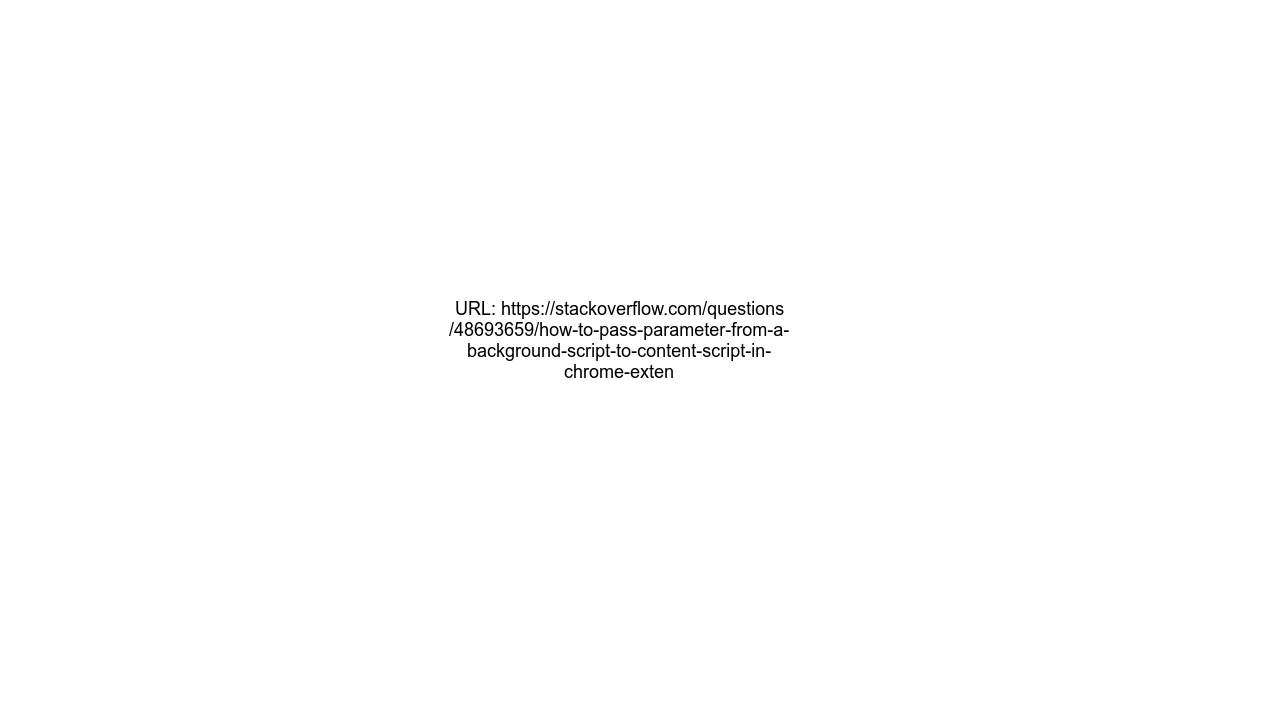 URL: https://stackoverflow.com/questions
/48693659/how-to-pass-parameter-from-a-
background-script-to-content-script-in-
chrome-exten